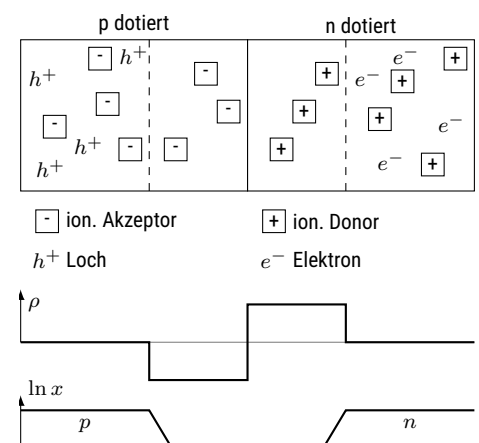 p dotiert n dotiert
- h⁺ e⁻ +
h⁺ - + e⁻ +
- - + +
- e⁻
h⁺ - - + e⁻ +
h⁺
- ion. Akzeptor + ion. Donor
h⁺ Loch e⁻ Elektron
ρ
ln x
p n